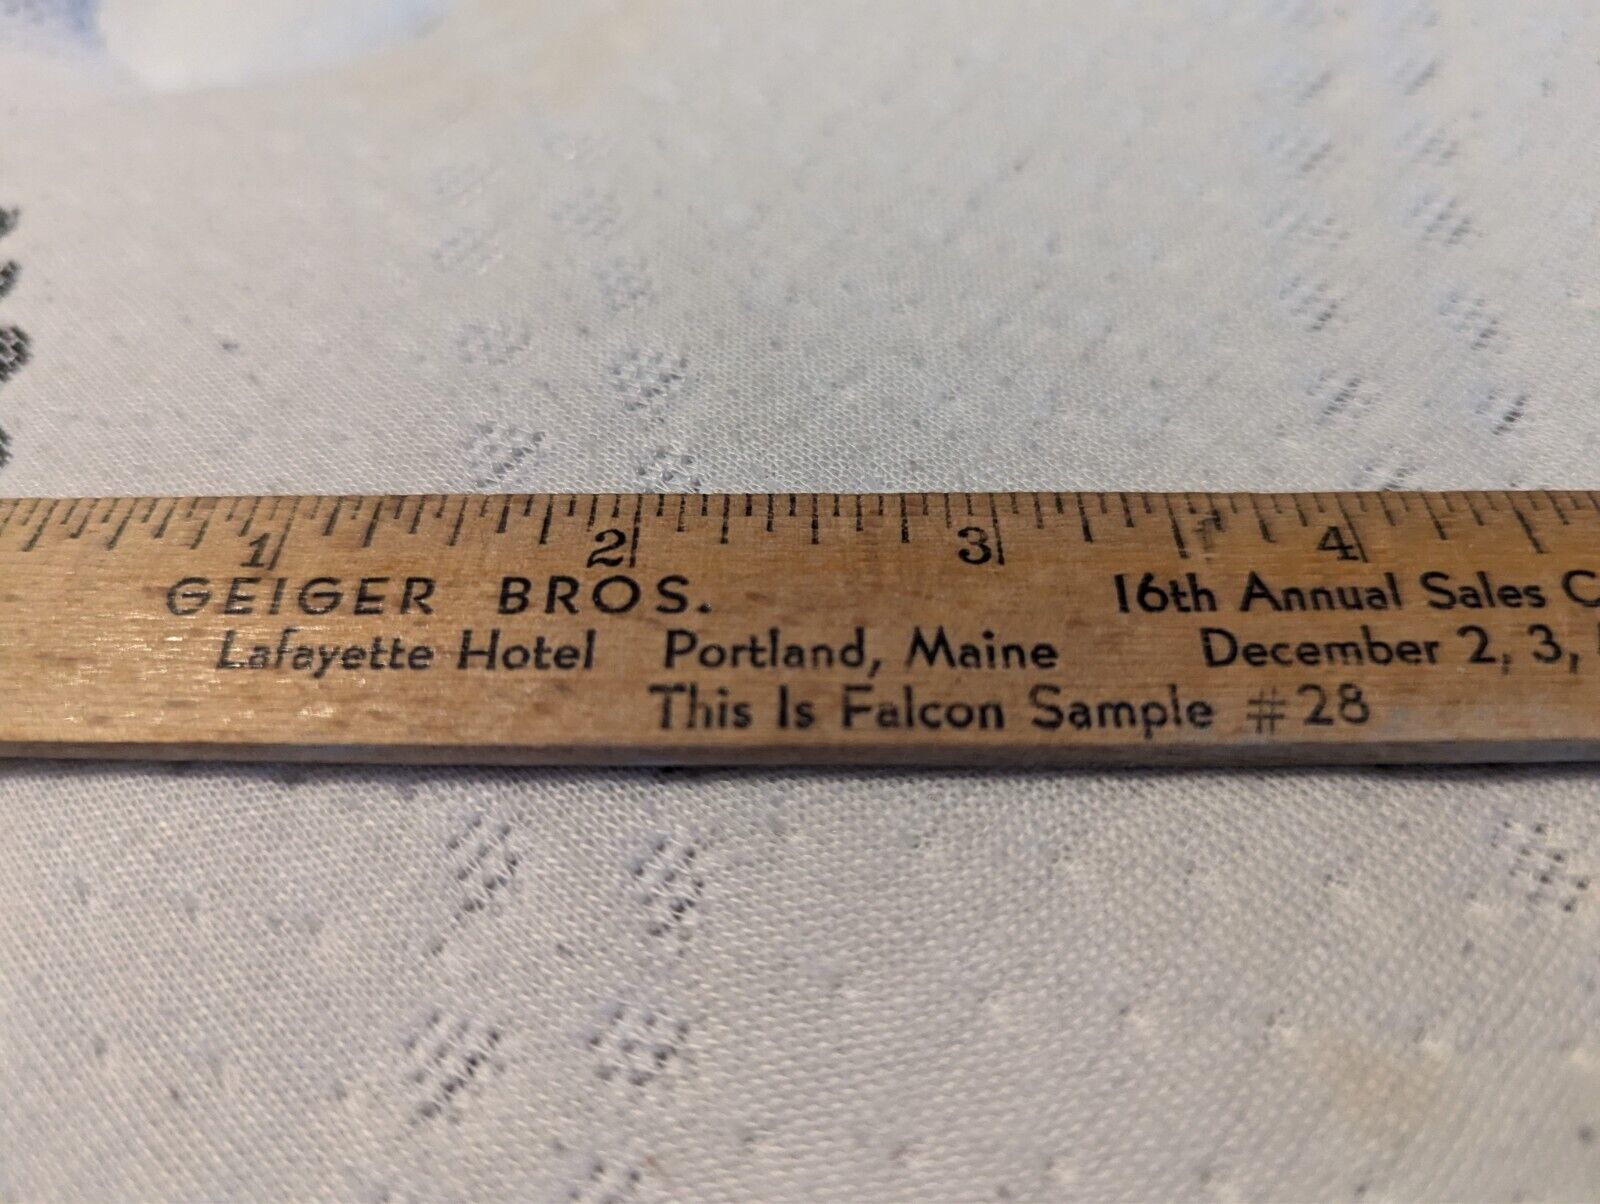 1 2 3 4
GEIGER BROS. 16th Annual Sales
Lafayette Hotel Portland, Maine December 2, 3,
This Is Falcon Sample #28